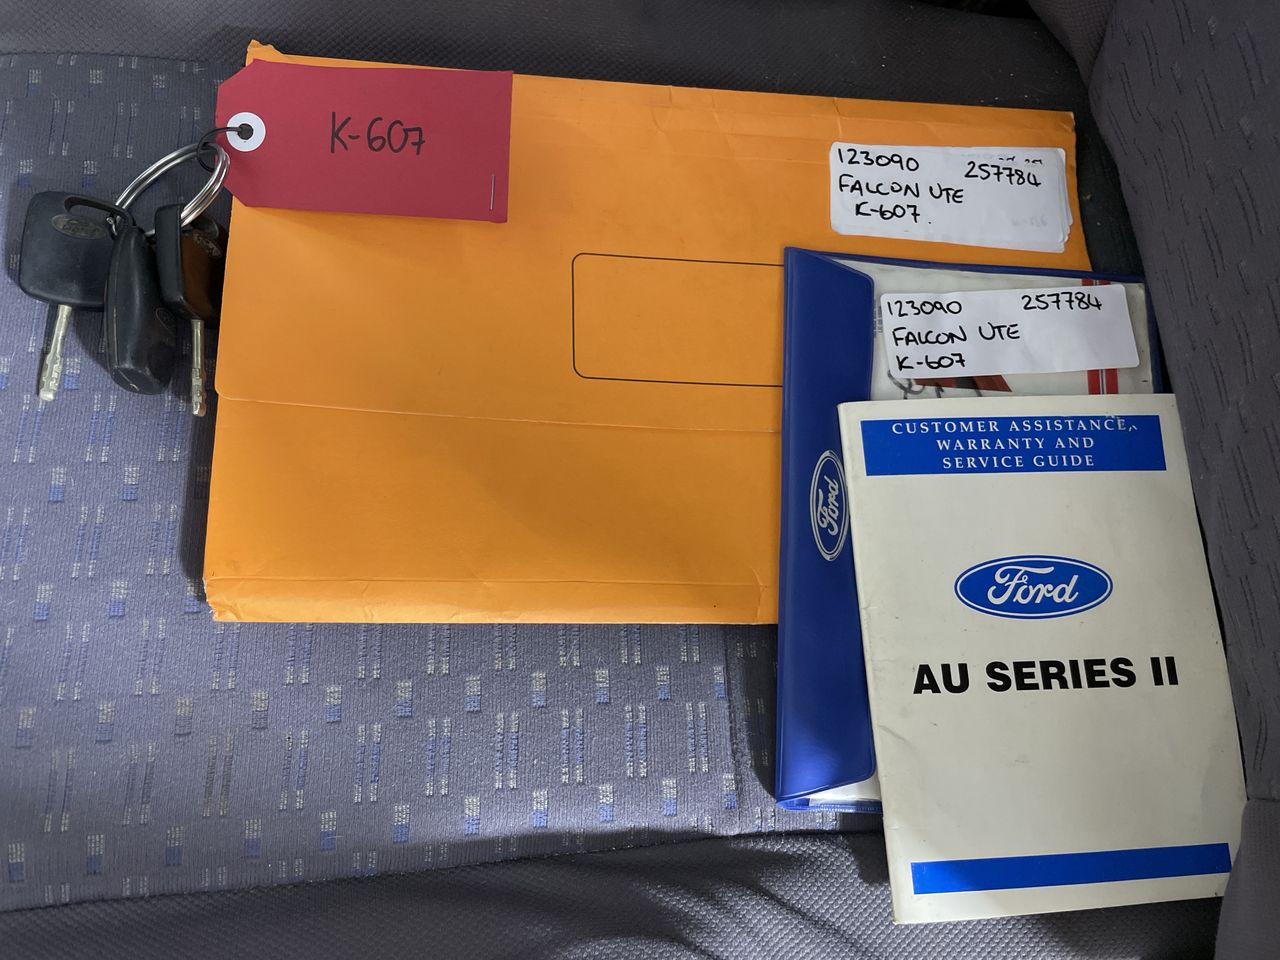 K-607
123090 257784
FALCON UTE
K-607.
123090 257784
FALCON UTE
K-607
Ford
CUSTOMER ASSISTANCE,
WARRANTY AND
SERVICE GUIDE
Ford
AU SERIES II